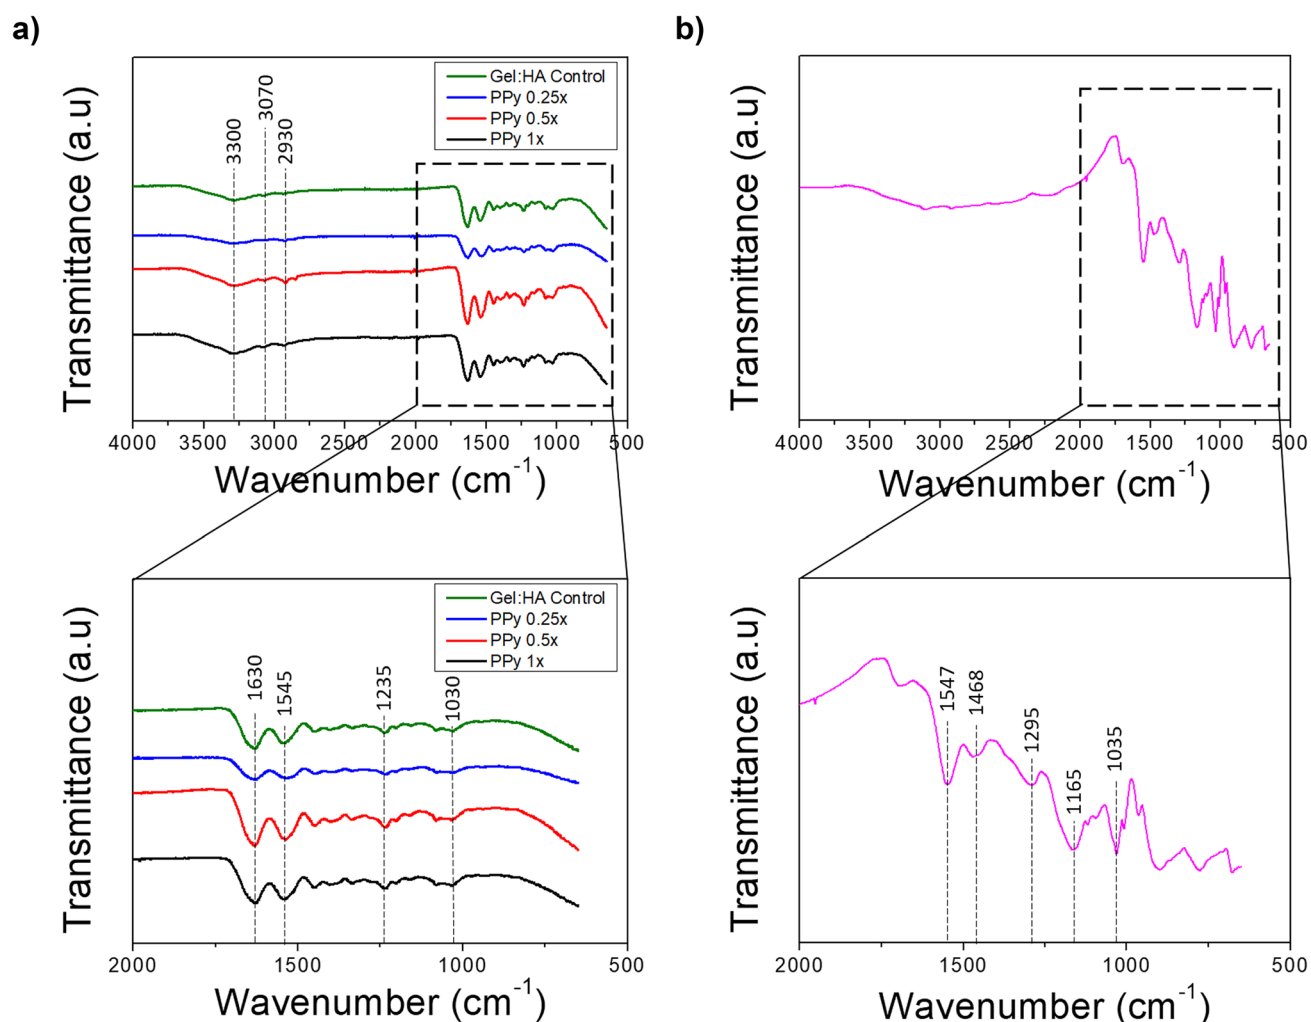 a)
Transmittance (a.u)
3300
3070
2930
Gel:HA Control
PPy 0.25x
PPy 0.5x
PPy 1x
4000 3500 3000 2500 2000 1500 1000 500
Wavenumber (cm⁻¹)
b)
Transmittance (a.u)
4000 3500 3000 2500 2000 1500 1000 500
Wavenumber (cm⁻¹)
Transmittance (a.u)
1630
1545
1235
1030
Gel:HA Control
PPy 0.25x
PPy 0.5x
PPy 1x
2000 1500 1000 500
Wavenumber (cm⁻¹)
Transmittance (a.u)
1547
1468
1295
1165
1035
2000 1500 1000 500
Wavenumber (cm⁻¹)